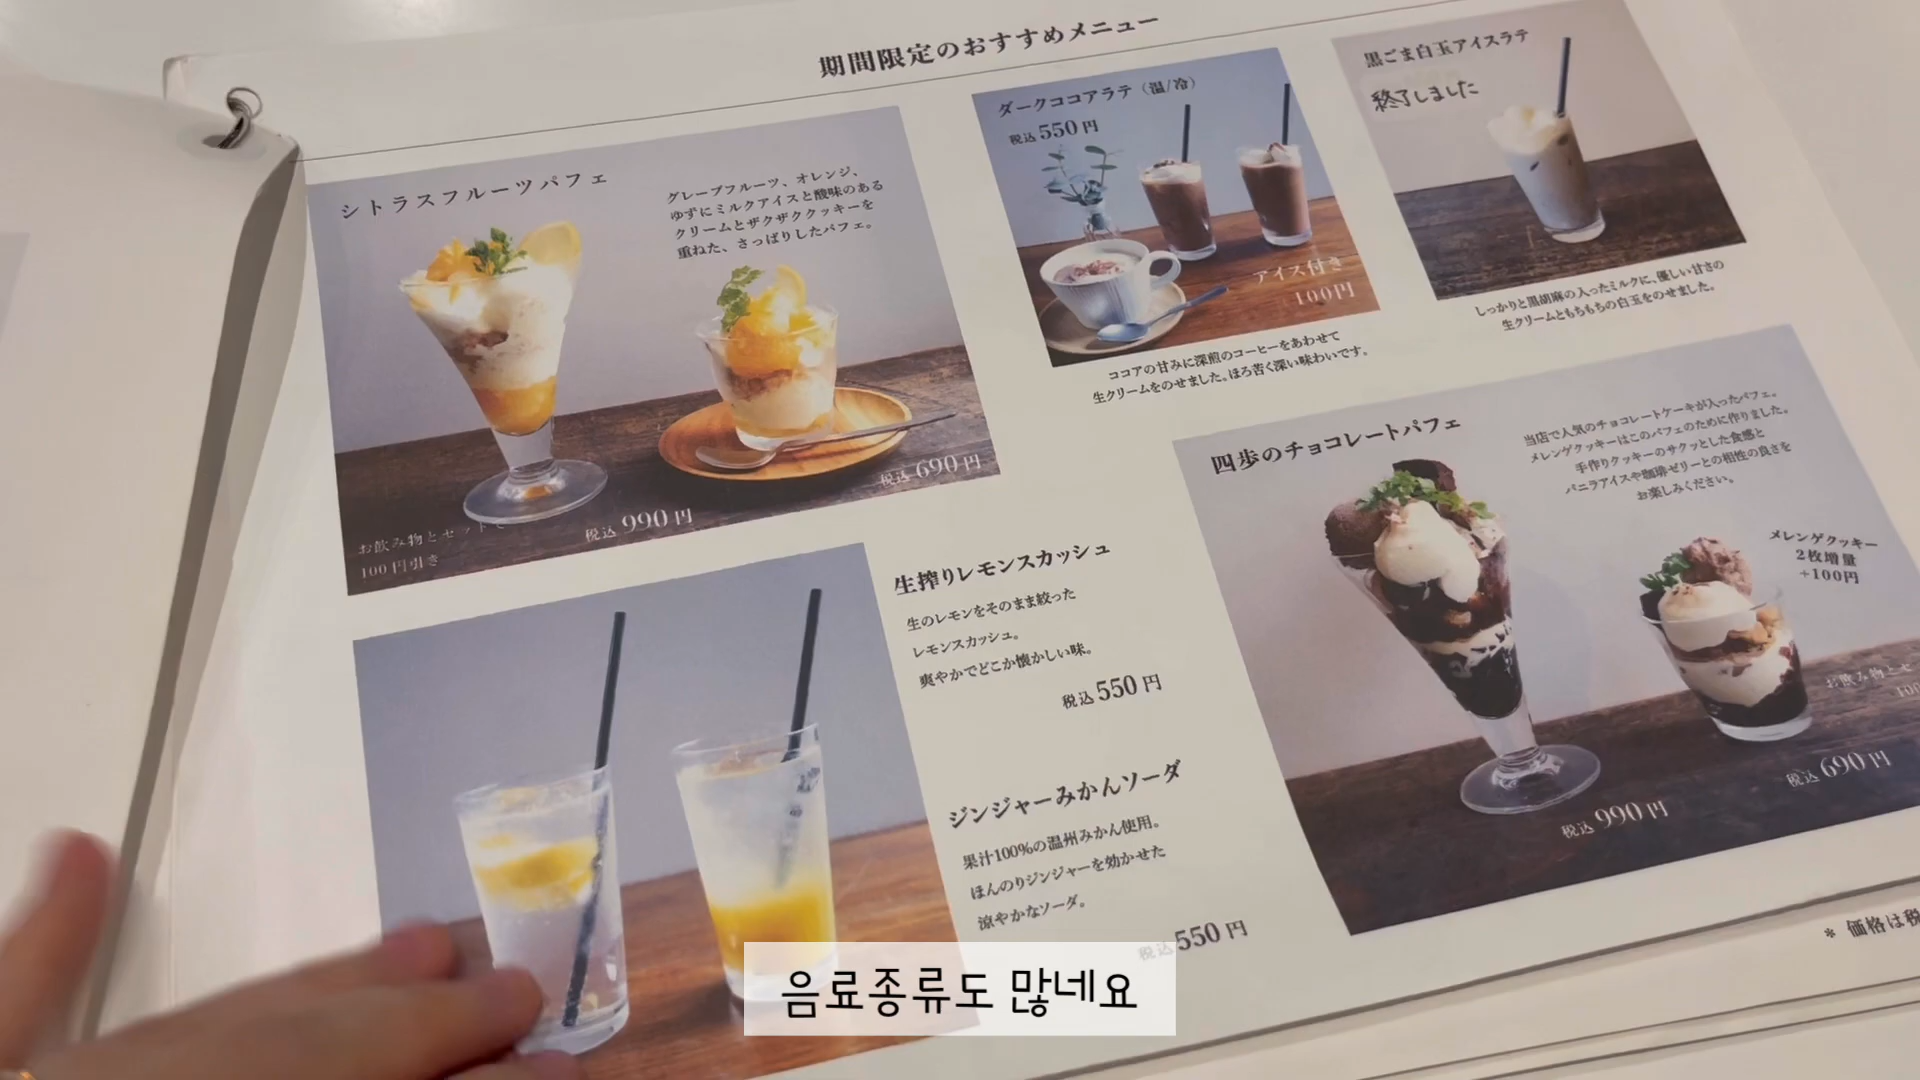 期間限定のおすすめメニュー
シトラスフルーツパフェ
グレープフルーツ、オレンジ、
ゆずにミルクアイスと酸味のある
クリームとザクザククッキーを
重ねた、さっぱりしたパフェ。
税込690円
税込990円
お飲み物とセットで
100円引き
ダークココアラテ（温/冷）
税込550円
アイス付き
100円
ココアの甘みに深煎のコーヒーをあわせて
生クリームをのせました。ほろ苦く深い味わいです。
黒ごま白玉アイスラテ
終了しました
しっかりと黒胡麻の入ったミルクに、優しい甘さの
生クリームともちもちの白玉をのせました。
生搾りレモンスカッシュ
生のレモンをそのまま絞った
レモンスカッシュ。
爽やかでどこか懐かしい味。
税込550円
ジンジャーみかんソーダ
果汁100%の温州みかん使用。
ほんのりジンジャーを効かせた
涼やかなソーダ。
税込550円
四歩のチョコレートパフェ
当店で人気のチョコレートケーキが入ったパフェ。
メレンゲクッキーはこのパフェのために作りました。
手作りクッキーのサクッとした食感と
バニラアイスや珈琲ゼリーとの相性の良さを
お楽しみください。
メレンゲクッキー
2枚増量
+100円
お飲み物とセ
100
税込690円
税込990円
* 価格は税
음료종류도 많네요